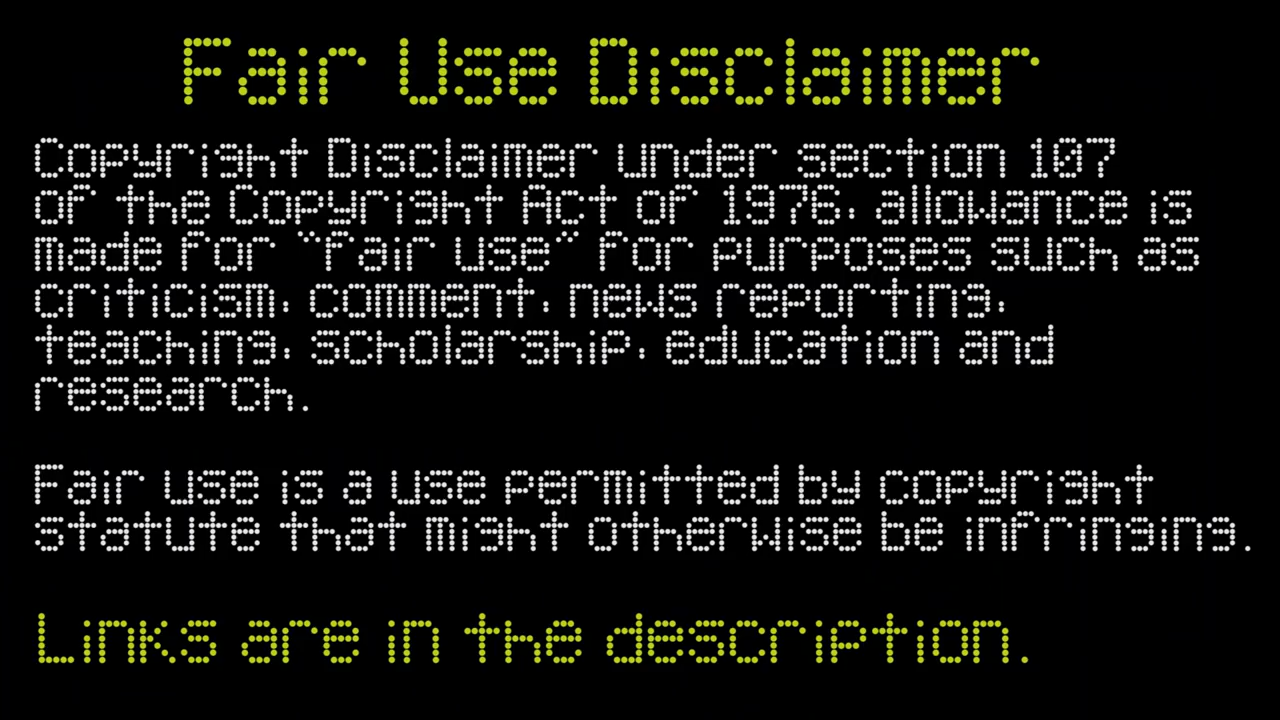 Fair Use Disclaimer
Copyright Disclaimer under section 107
of the Copyright Act of 1976, allowance is
made for “fair use” for purposes such as
criticism, comment, news reporting,
teaching, scholarship, education and
research.
Fair use is a use permitted by copyright
statute that might otherwise be infringing.
Links are in the description.